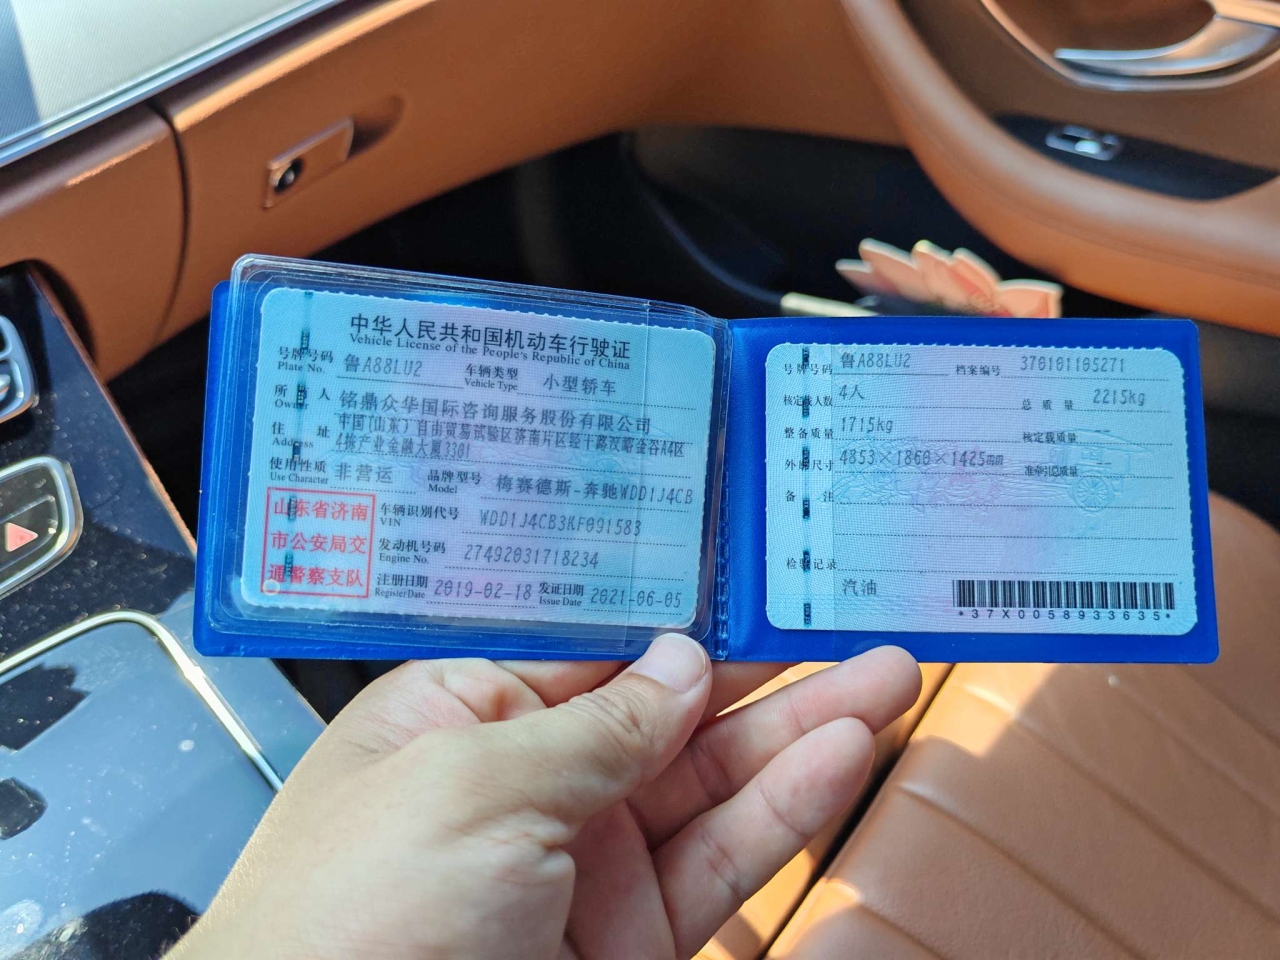 中华人民共和国机动车行驶证
Vehicle License of the People's Republic of China
号牌号码 Plate No. 鲁A88LU2 车辆类型 Vehicle Type 小型轿车
所有人 Owner 铭鼎众华国际咨询服务股份有限公司
住址 Address 中国(山东)自由贸易试验区济南片区经十路汉峪金谷A4区
4栋产业金融大厦3301
使用性质 Use Character 非营运 品牌型号 Model 梅赛德斯-奔驰WDD1J4CB
山东省济南
市公安局交
通警察支队
车辆识别代号 VIN WDD1J4CB3KF091583
发动机号码 Engine No. 27492031718234
注册日期 Register Date 2019-02-18 发证日期 Issue Date 2021-06-05
号牌号码 鲁A88LU2 档案编号 370101105271
核定载人数 4人 总质量 2215kg
整备质量 1715kg 核定载质量 --
外廓尺寸 4853×1860×1425mm 准牵引总质量 --
备注
检验记录
汽油
*37X0058933635*